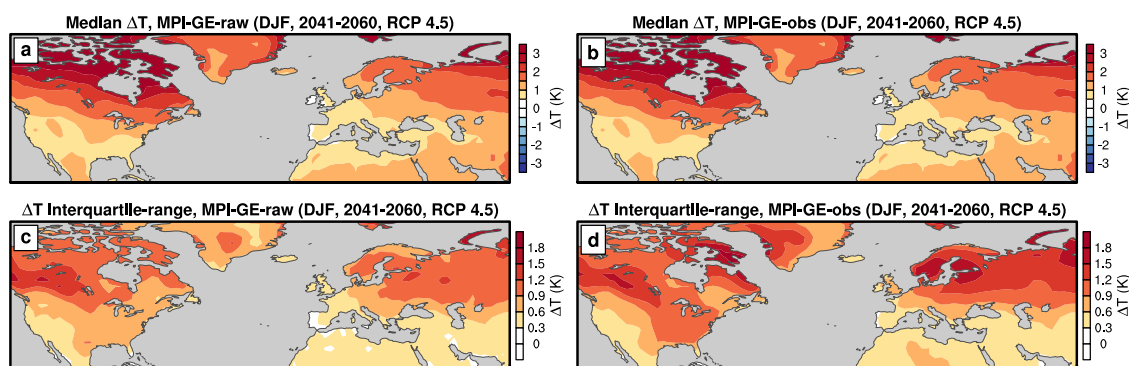 Median ΔT, MPI-GE-raw (DJF, 2041-2060, RCP 4.5)
a
3
2
1
0
-1
-2
-3
ΔT (K)
Median ΔT, MPI-GE-obs (DJF, 2041-2060, RCP 4.5)
b
3
2
1
0
-1
-2
-3
ΔT (K)
ΔT Interquartile-range, MPI-GE-raw (DJF, 2041-2060, RCP 4.5)
c
1.8
1.5
1.2
0.9
0.6
0.3
0
ΔT (K)
ΔT Interquartile-range, MPI-GE-obs (DJF, 2041-2060, RCP 4.5)
d
1.8
1.5
1.2
0.9
0.6
0.3
0
ΔT (K)